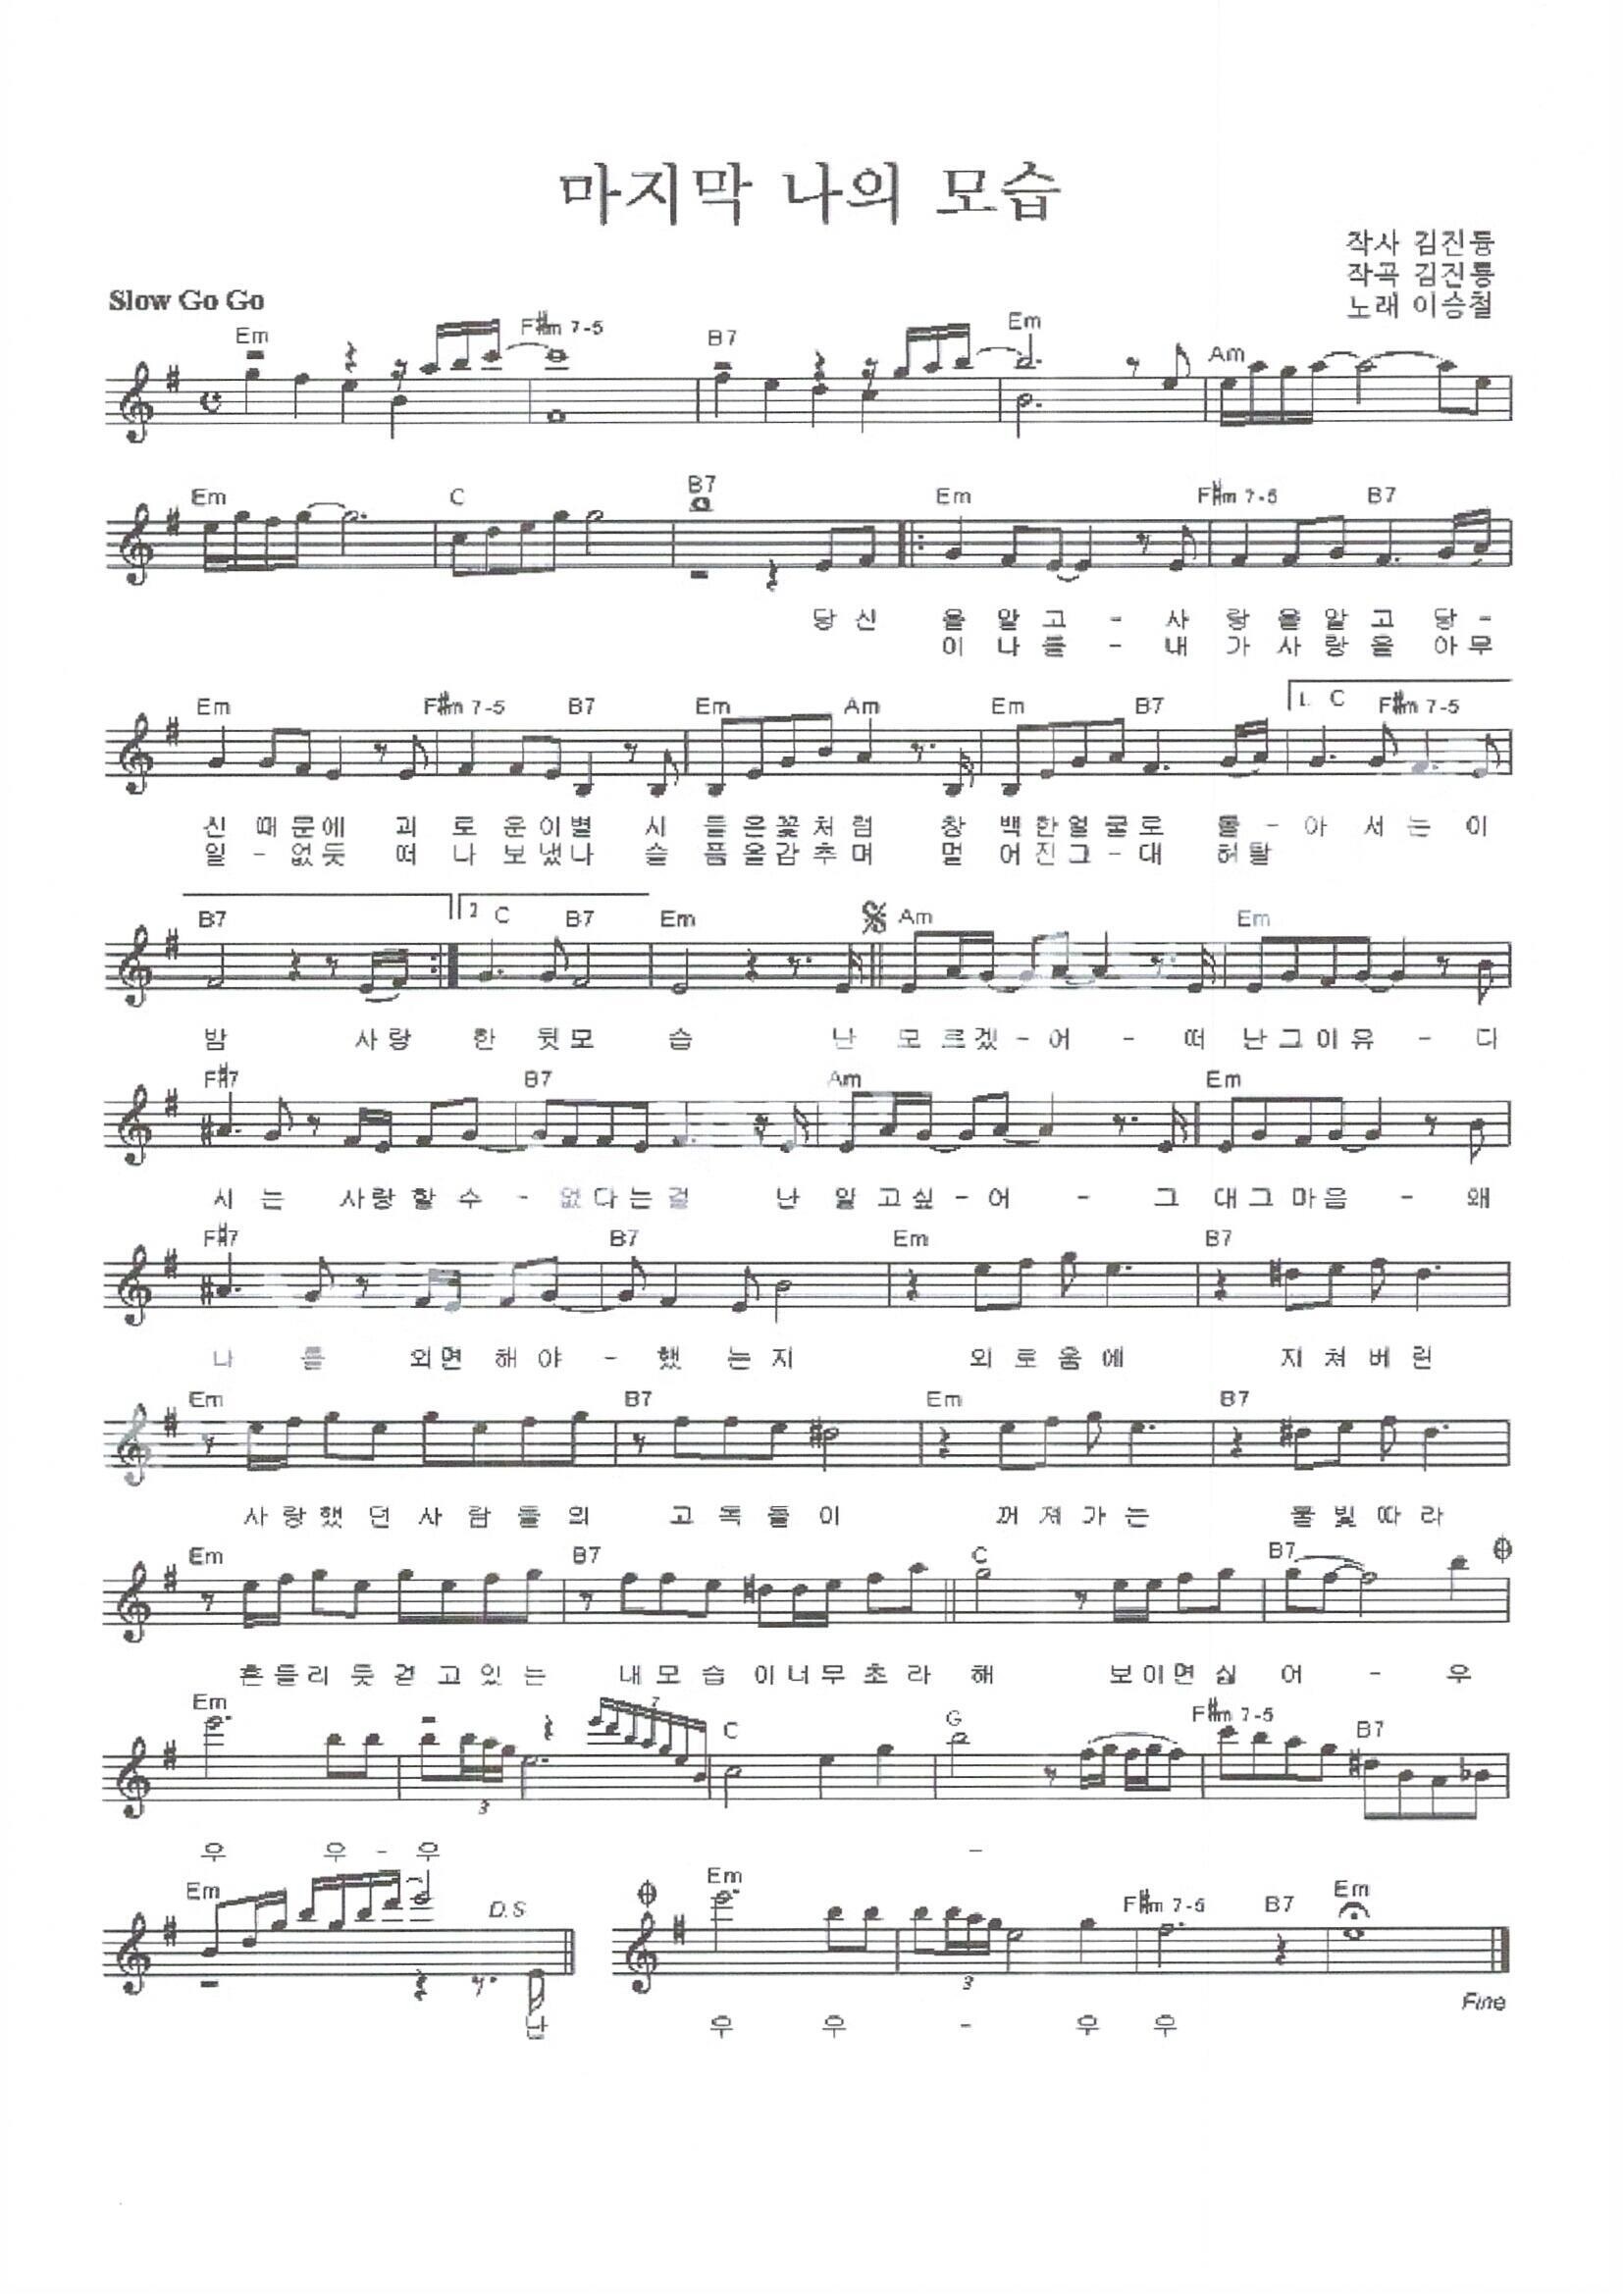 마지막 나의 모습
작사 김진룡
작곡 김진룡
노래 이승철
Slow Go Go
Em F#m 7-5 B7 Em Am
Em C B7 Em F#m 7-5 B7
당 신 을 알 고 - 사 랑 을 알 고 당 -
이 나 를 - 내 가 사 랑 을 아 무
Em F#m 7-5 B7 Em Am Em B7 1. C F#m 7-5
신 때 문 에 괴 로 운 이 별 시 들 은 꽃 처 럼 창 백 한 얼 굴 로 돌 - 아 서 는 이
일 - 없 듯 떠 나 보 냈 나 슬 픔 을 감 추 며 멀 어 진 그 - 대 허 탈
B7 2 C B7 Em Am Em
밤 사 랑 한 뒷 모 습 난 모 르 겠 - 어 - 떠 난 그 이 유 - 다
F#7 B7 Am Em
시 는 사 랑 할 수 - 없 다 는 걸 난 알 고 싶 - 어 - 그 대 그 마 음 - 왜
F#7 B7 Em B7
나 를 외 면 해 야 - 했 는 지 외 로 움 에 지 쳐 버 린
Em B7 Em B7
사 랑 했 던 사 람 들 의 고 독 들 이 꺼 져 가 는 불 빛 따 라
Em B7 C B7
흔 들 리 듯 걷 고 있 는 내 모 습 이 너 무 초 라 해 보 이 면 싫 어 - 우
Em 7 C G F#m 7-5 B7
3
우 우 - 우 -
Em D.S Em F#m 7-5 B7 Em
3
Fine
난 우 우 - 우 우